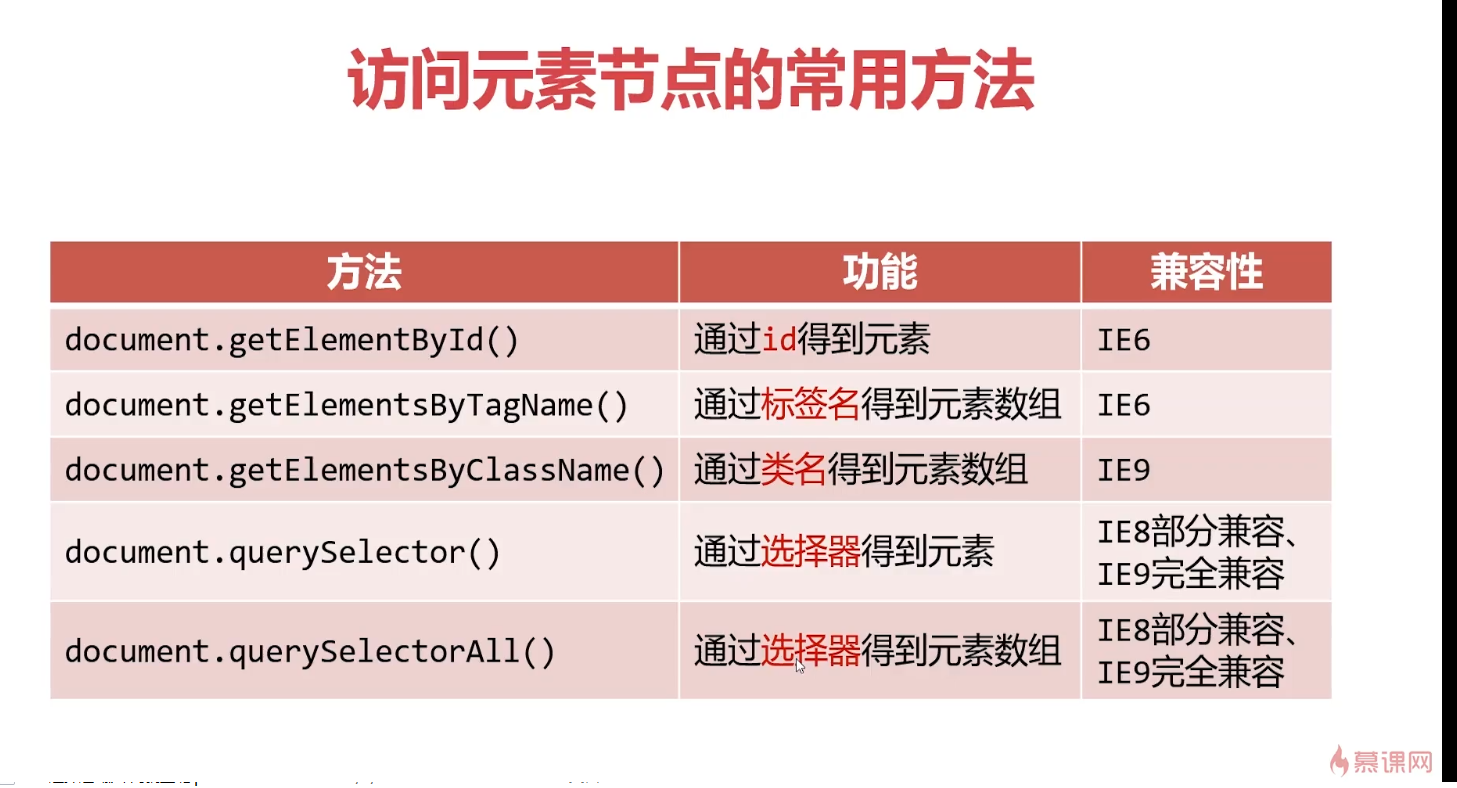 访问元素节点的常用方法
方法 功能 兼容性
document.getElementById() 通过id得到元素 IE6
document.getElementsByTagName() 通过标签名得到元素数组 IE6
document.getElementsByClassName() 通过类名得到元素数组 IE9
document.querySelector() 通过选择器得到元素 IE8部分兼容、
IE9完全兼容
document.querySelectorAll() 通过选择器得到元素数组 IE8部分兼容、
IE9完全兼容
慕课网